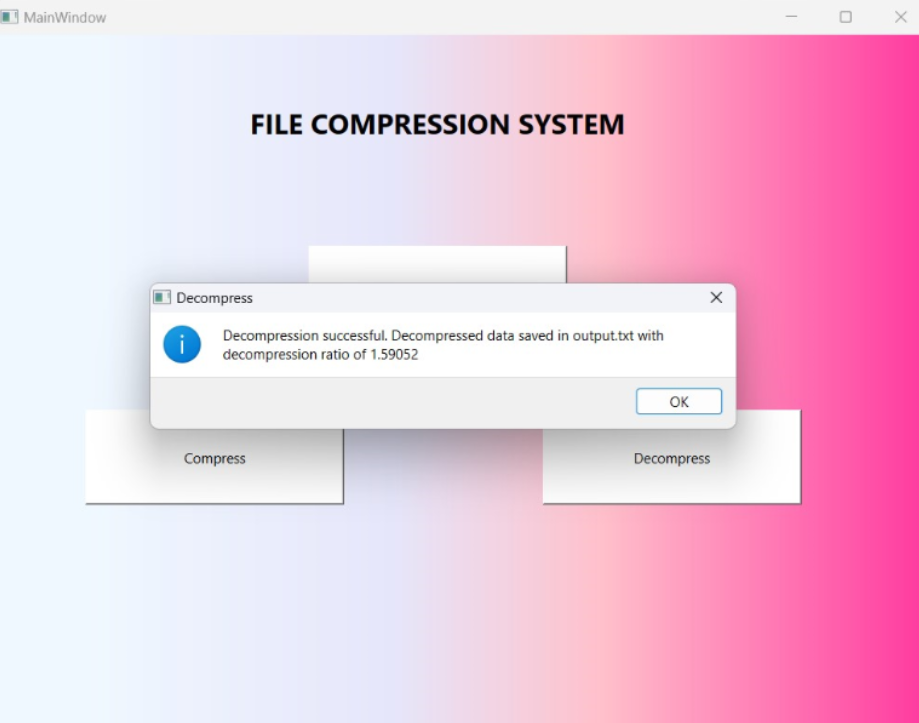 MainWindow
FILE COMPRESSION SYSTEM
Decompress
Decompression successful. Decompressed data saved in output.txt with
decompression ratio of 1.59052
OK
Compress
Decompress